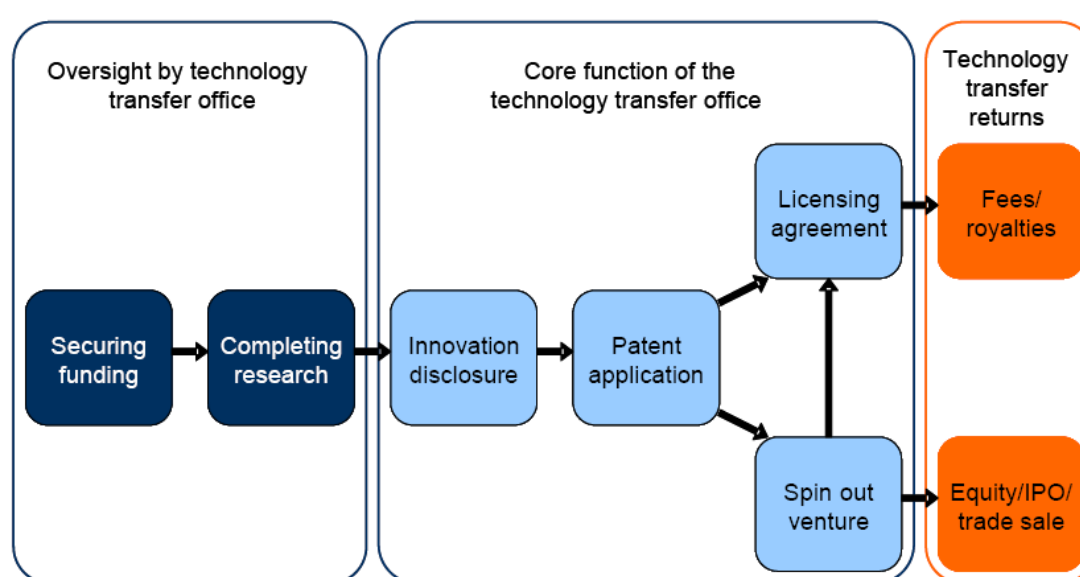 Oversight by technology
transfer office
Core function of the
technology transfer office
Technology
transfer
returns
Securing
funding
Completing
research
Innovation
disclosure
Patent
application
Licensing
agreement
Spin out
venture
Fees/
royalties
Equity/IPO/
trade sale